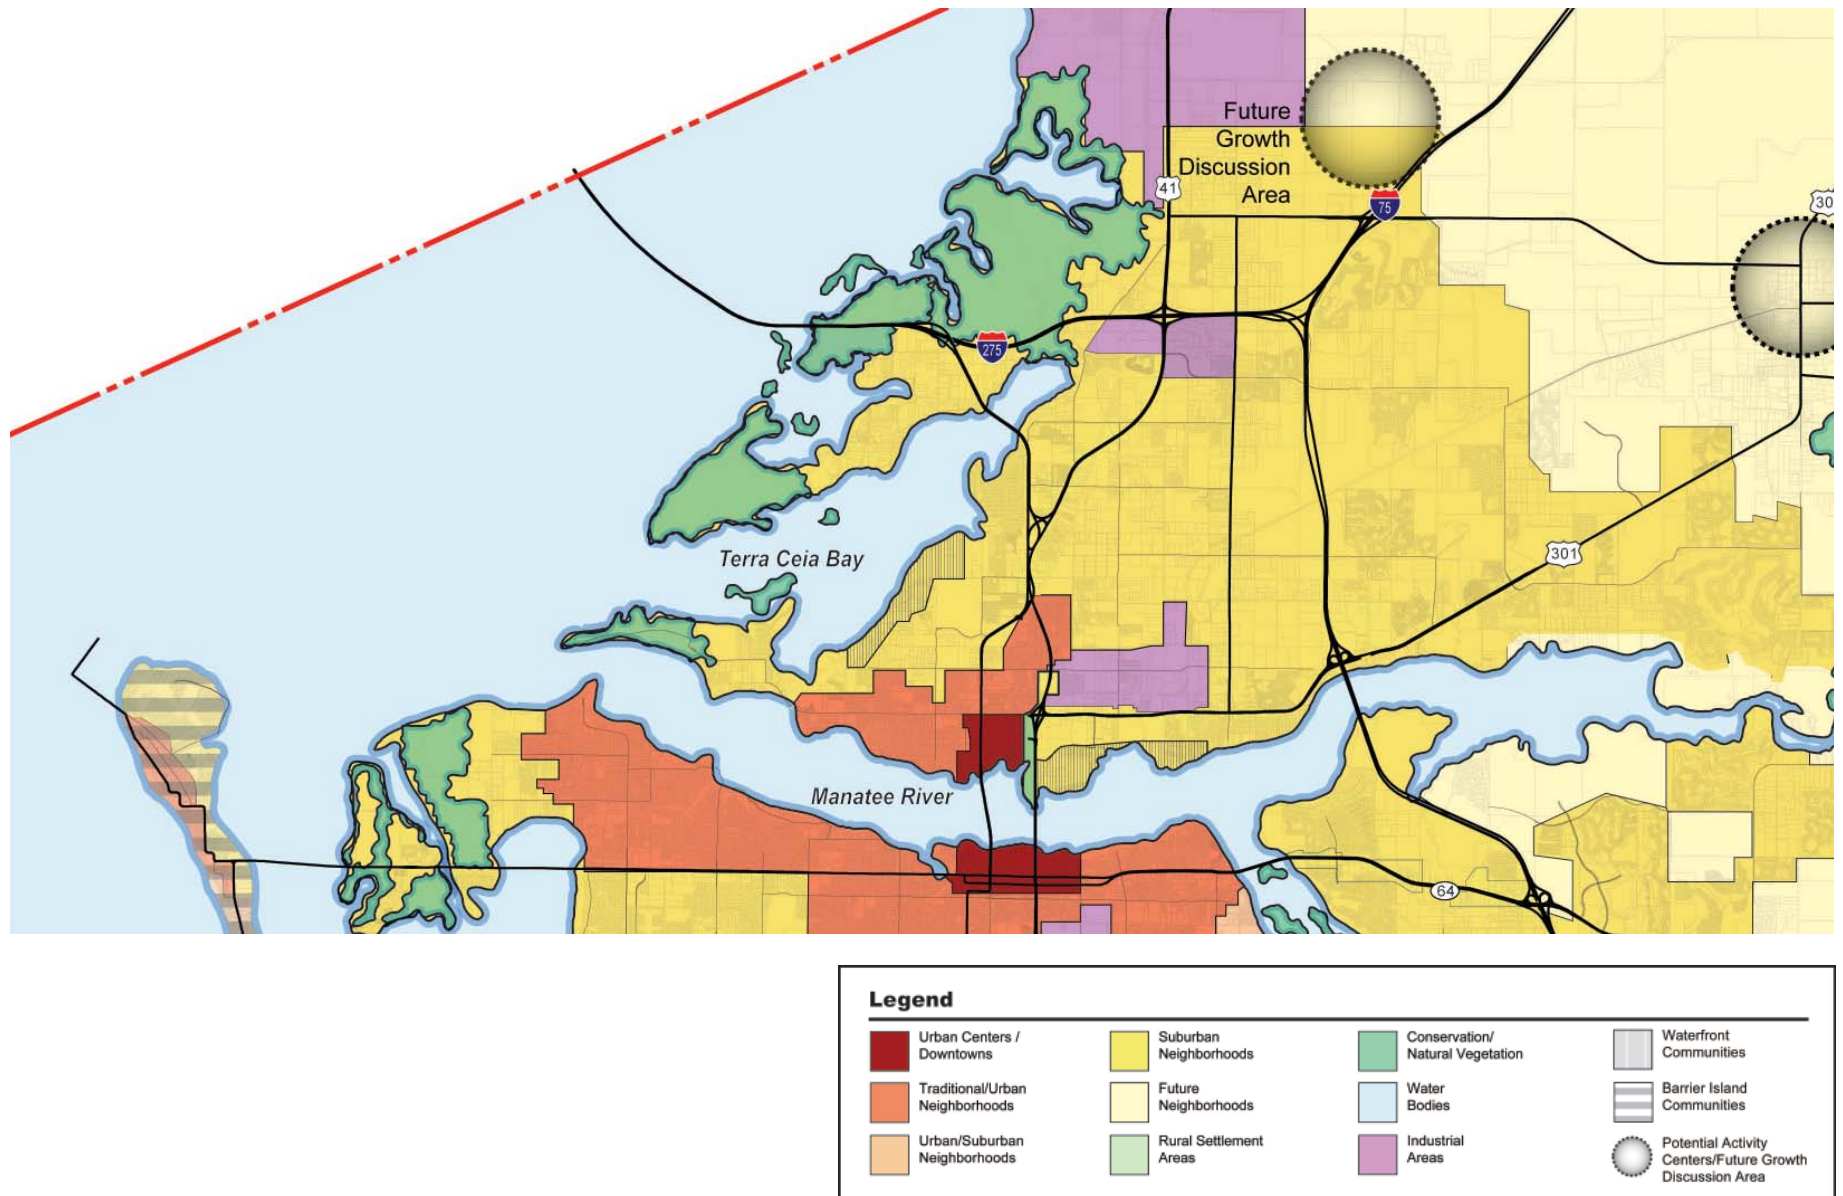 Future
Growth
Discussion
Area
41
75
30
275
Terra Ceia Bay
301
Manatee River
64
Legend
Urban Centers /
Downtowns
Traditional/Urban
Neighborhoods
Urban/Suburban
Neighborhoods
Suburban
Neighborhoods
Future
Neighborhoods
Rural Settlement
Areas
Conservation/
Natural Vegetation
Water
Bodies
Industrial
Areas
Waterfront
Communities
Barrier Island
Communities
Potential Activity
Centers/Future Growth
Discussion Area